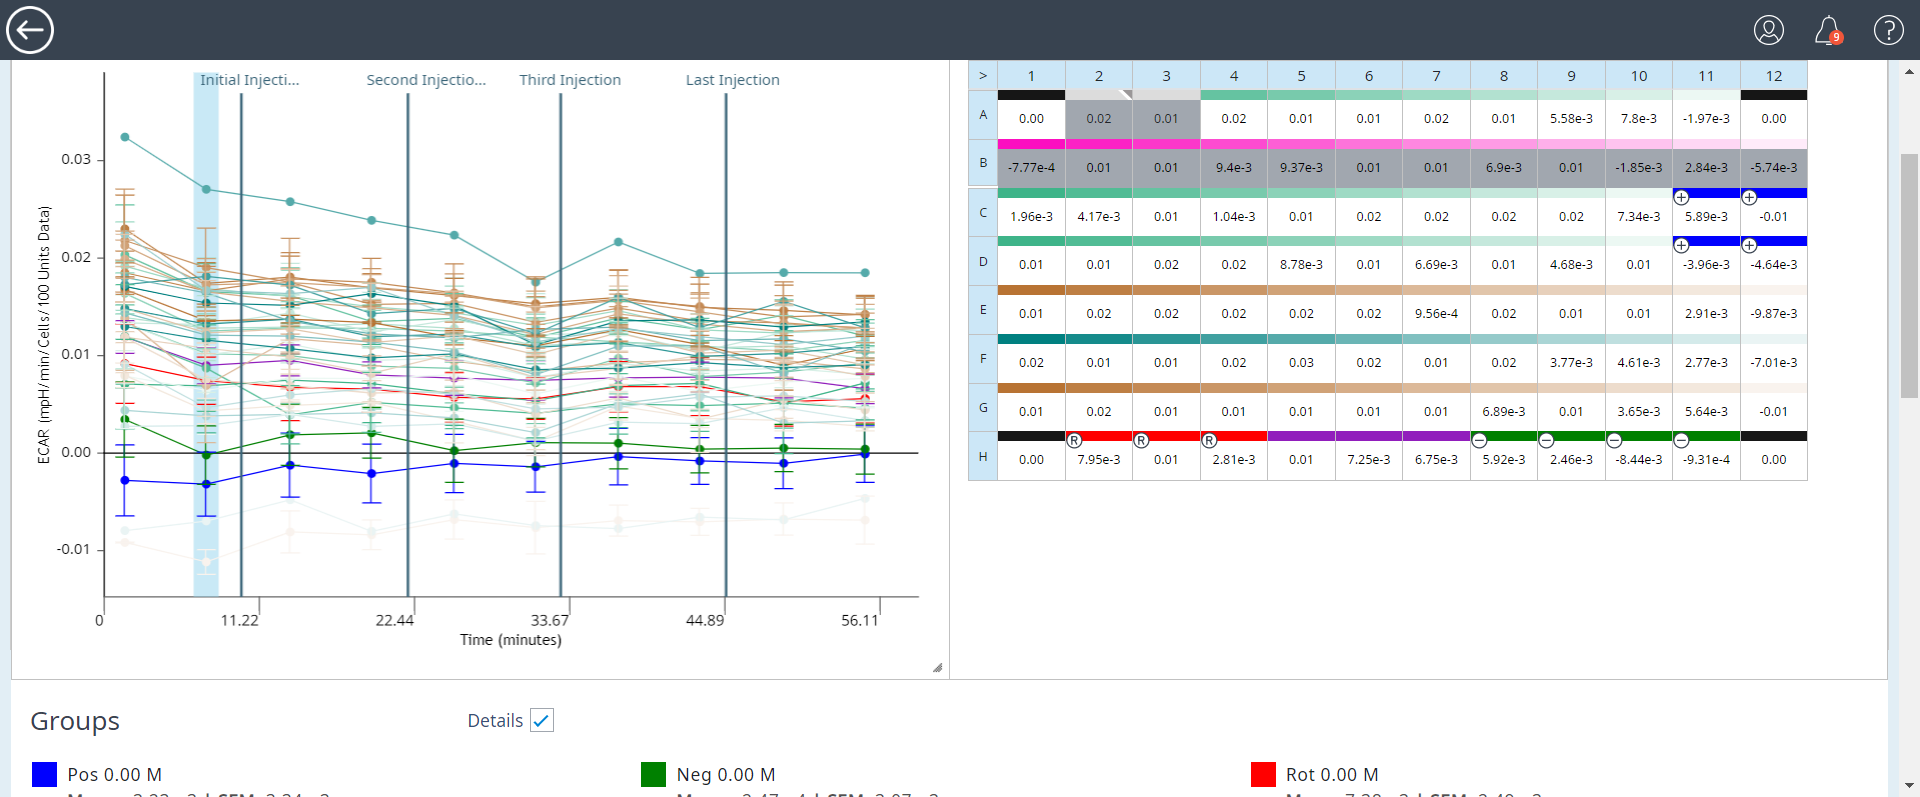 9 ?
Initial Injecti... Second Injectio... Third Injection Last Injection
ECAR (mpH/min/Cells/100 Units Data)
0.03
0.02
0.01
0.00
-0.01
0 11.22 22.44 33.67 44.89 56.11
Time (minutes)
> 1 2 3 4 5 6 7 8 9 10 11 12
A 0.00 0.02 0.01 0.02 0.01 0.01 0.02 0.01 5.58e-3 7.8e-3 -1.97e-3 0.00
B -7.77e-4 0.01 0.01 9.4e-3 9.37e-3 0.01 0.01 6.9e-3 0.01 -1.85e-3 2.84e-3 -5.74e-3
+ +
C 1.96e-3 4.17e-3 0.01 1.04e-3 0.01 0.02 0.02 0.02 0.02 7.34e-3 5.89e-3 -0.01
+ +
D 0.01 0.01 0.02 0.02 8.78e-3 0.01 6.69e-3 0.01 4.68e-3 0.01 -3.96e-3 -4.64e-3
E 0.01 0.02 0.02 0.02 0.02 0.02 9.56e-4 0.02 0.01 0.01 2.91e-3 -9.87e-3
F 0.02 0.01 0.01 0.02 0.03 0.02 0.01 0.02 3.77e-3 4.61e-3 2.77e-3 -7.01e-3
G 0.01 0.02 0.01 0.01 0.01 0.01 0.01 6.89e-3 0.01 3.65e-3 5.64e-3 -0.01
R R R − − − −
H 0.00 7.95e-3 0.01 2.81e-3 0.01 7.25e-3 6.75e-3 5.92e-3 2.46e-3 -8.44e-3 -9.31e-4 0.00
Groups Details
Pos 0.00 M Neg 0.00 M Rot 0.00 M